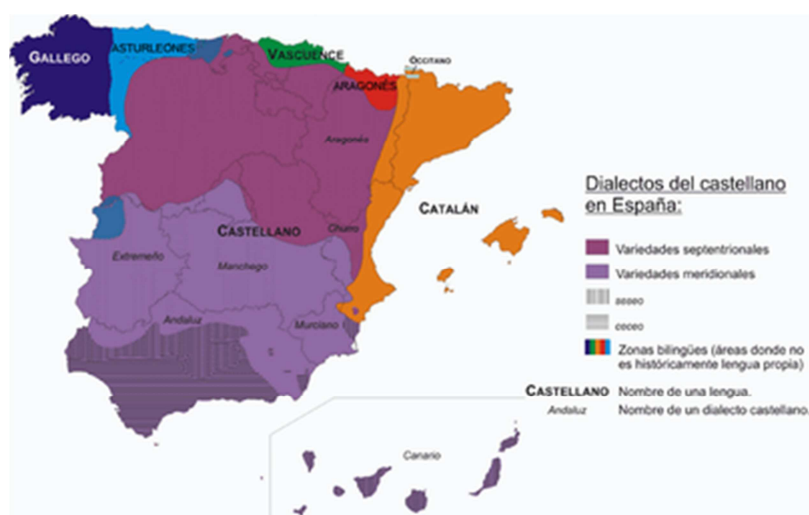 GALLEGO
ASTURLEONES
VASCUENCE
OCCITANO
ARAGONÉS
Aragonés
CATALÁN
CASTELLANO
Churro
Extremeño
Manchego
Andaluz
Murciano
Canario
Dialectos del castellano
en España:
Variedades septentrionales
Variedades meridionales
seseo
ceceo
Zonas bilingües (áreas donde no
es históricamente lengua propia)
CASTELLANO Nombre de una lengua.
Andaluz Nombre de un dialecto castellano.